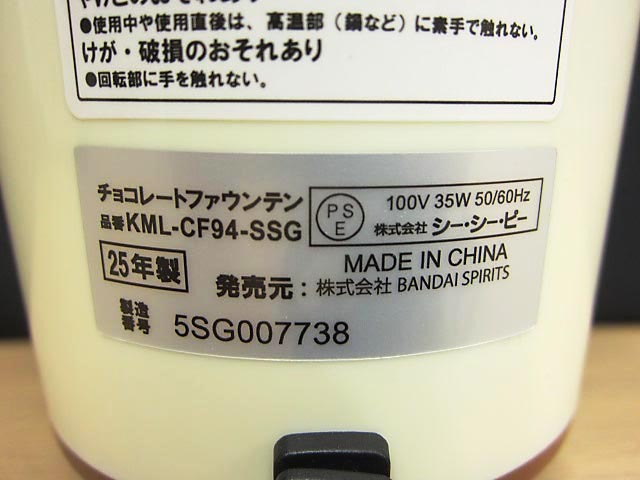 ●使用中や使用直後は、高温部（鍋など）に素手で触れない。
けが・破損のおそれあり
●回転部に手を触れない。
チョコレートファウンテン
品番 KML-CF94-SSG
PS
E
100V 35W 50/60Hz
株式会社 シー・シー・ピー
25年製
MADE IN CHINA
発売元：株式会社 BANDAI SPIRITS
製造
番号 5SG007738